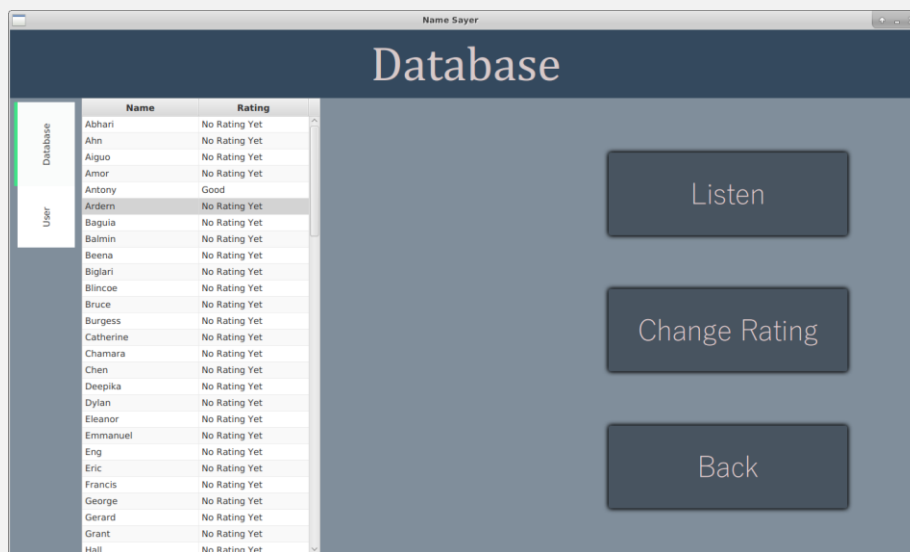 Name Sayer
Database
Database
User
Name Rating
Abhari No Rating Yet
Ahn No Rating Yet
Aiguo No Rating Yet
Amor No Rating Yet
Antony Good
Ardern No Rating Yet
Baguia No Rating Yet
Balmin No Rating Yet
Beena No Rating Yet
Biglari No Rating Yet
Blincoe No Rating Yet
Bruce No Rating Yet
Burgess No Rating Yet
Catherine No Rating Yet
Chamara No Rating Yet
Chen No Rating Yet
Deepika No Rating Yet
Dylan No Rating Yet
Eleanor No Rating Yet
Emmanuel No Rating Yet
Eng No Rating Yet
Eric No Rating Yet
Francis No Rating Yet
George No Rating Yet
Gerard No Rating Yet
Grant No Rating Yet
Hall No Rating Yet
Listen
Change Rating
Back